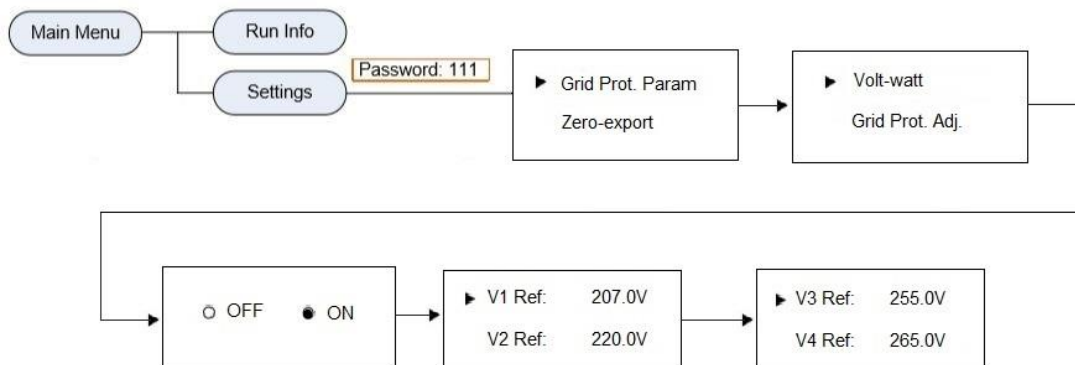 Main Menu
Run Info
Settings
Password: 111
Grid Prot. Param
Zero-export
Volt-watt
Grid Prot. Adj.
OFF ON
V1 Ref: 207.0V
V2 Ref: 220.0V
V3 Ref: 255.0V
V4 Ref: 265.0V